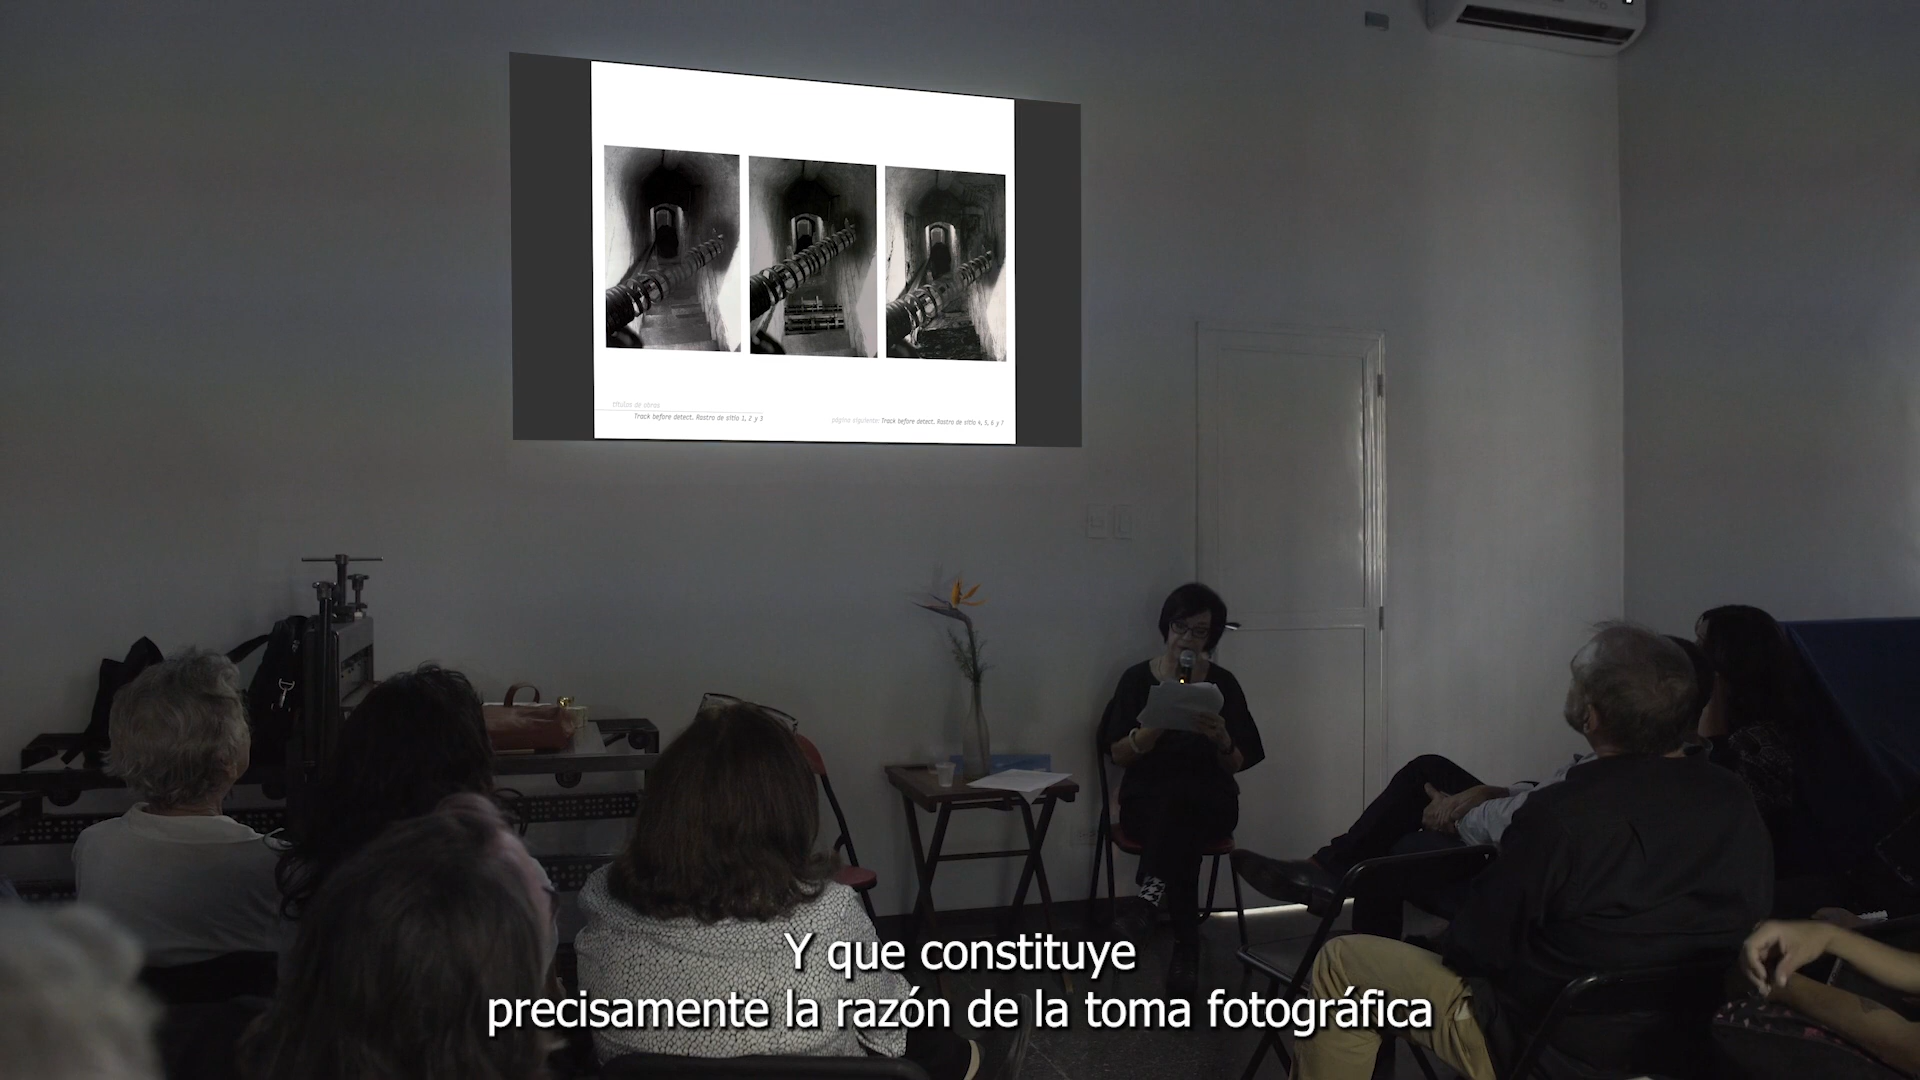 títulos de obras
Track before detect. Rastro de sitio 1, 2 y 3
página siguiente: Track before detect. Rastro de sitio 4, 5, 6 y 7
Y que constituye
precisamente la razón de la toma fotográfica